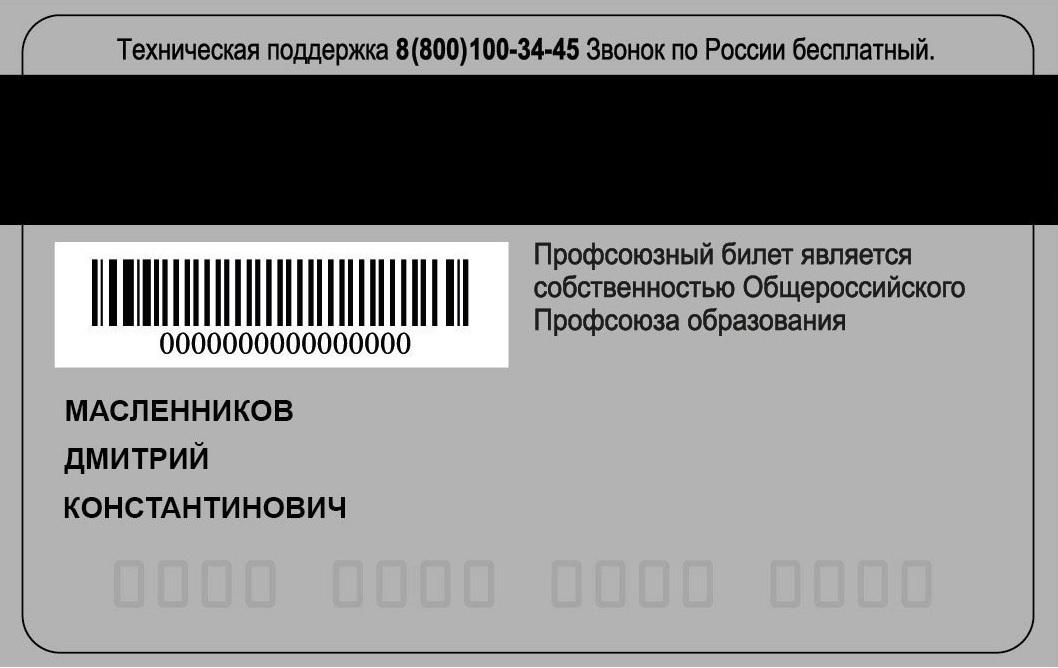 Техническая поддержка 8(800)100-34-45 Звонок по России бесплатный.
Профсоюзный билет является
собственностью Общероссийского
Профсоюза образования
0000000000000000
МАСЛЕННИКОВ
ДМИТРИЙ
КОНСТАНТИНОВИЧ
0000 0000 0000 0000